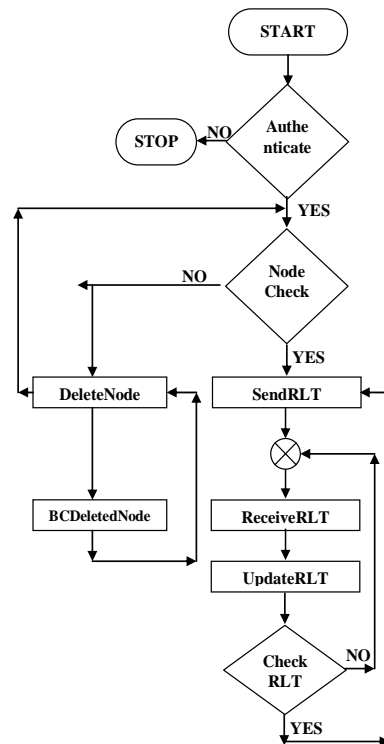 START
Authe
nticate
NO
STOP
YES
Node
Check
NO
YES
DeleteNode
SendRLT
BCDeletedNode
ReceiveRLT
UpdateRLT
Check
RLT
NO
YES